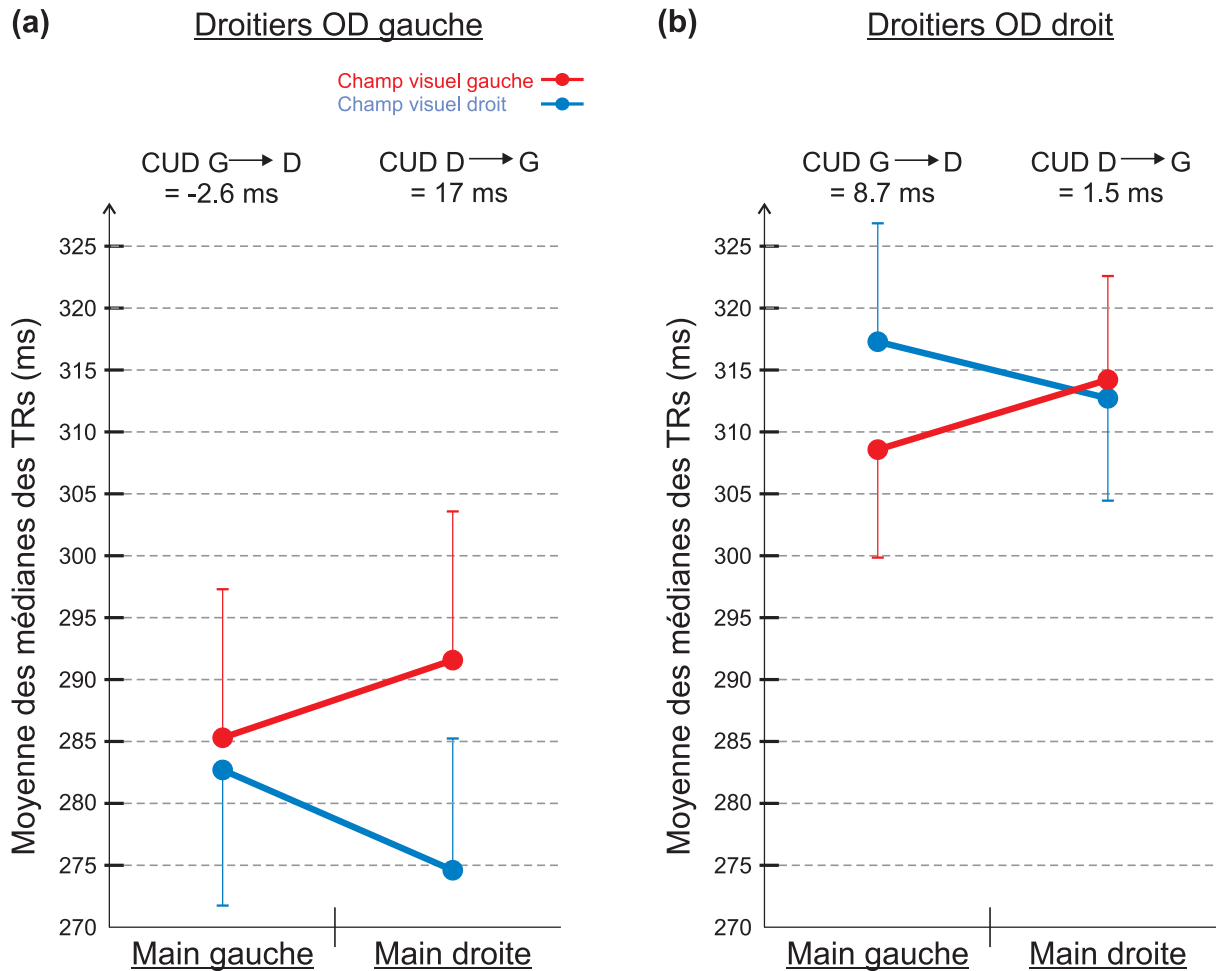 (a) Droitiers OD gauche
Champ visuel gauche
Champ visuel droit
CUD G → D
= -2.6 ms
CUD D → G
= 17 ms
Moyenne des médianes des TRs (ms)
325
320
315
310
305
300
295
290
285
280
275
270
Main gauche
Main droite
(b) Droitiers OD droit
CUD G → D
= 8.7 ms
CUD D → G
= 1.5 ms
Moyenne des médianes des TRs (ms)
325
320
315
310
305
300
295
290
285
280
275
270
Main gauche
Main droite